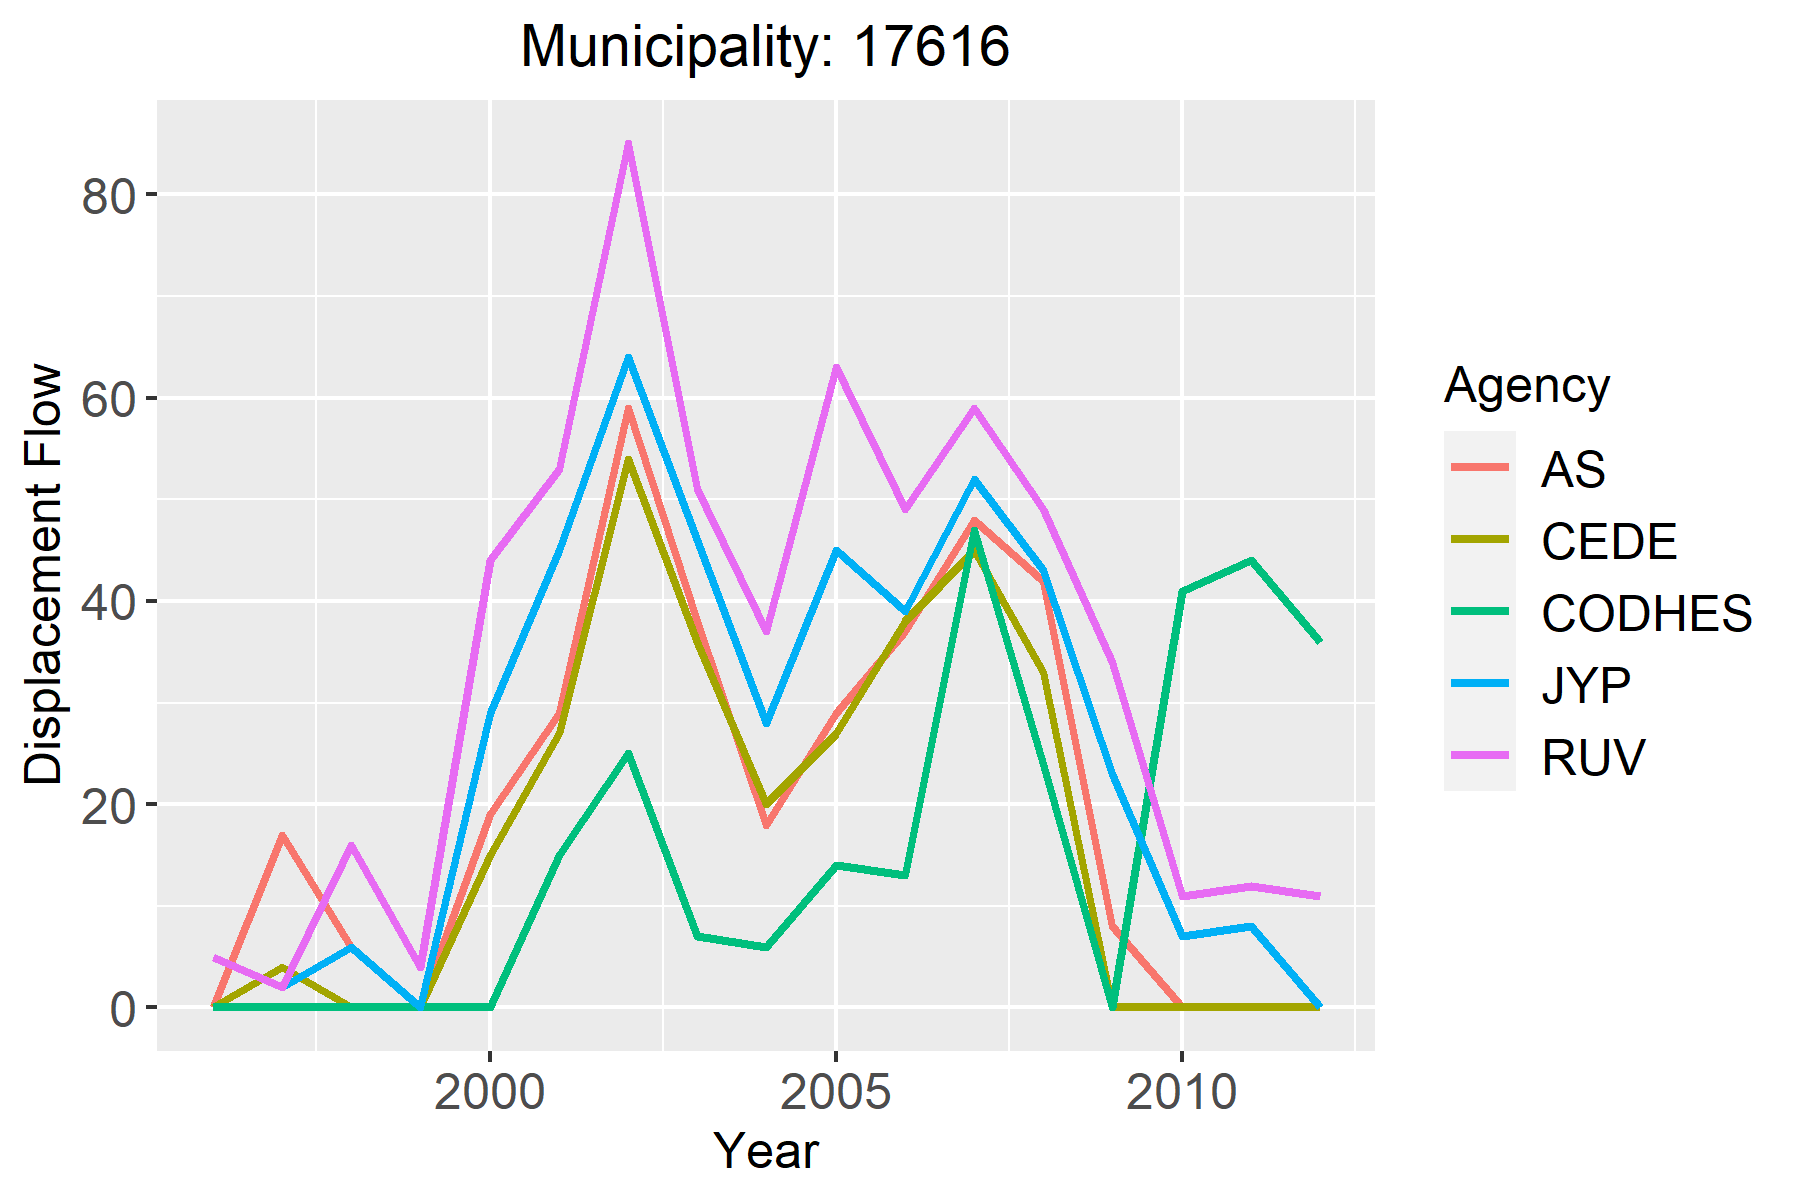 Municipality: 17616
Displacement Flow
80
60
40
20
0
2000
2005
2010
Year
Agency
AS
CEDE
CODHES
JYP
RUV